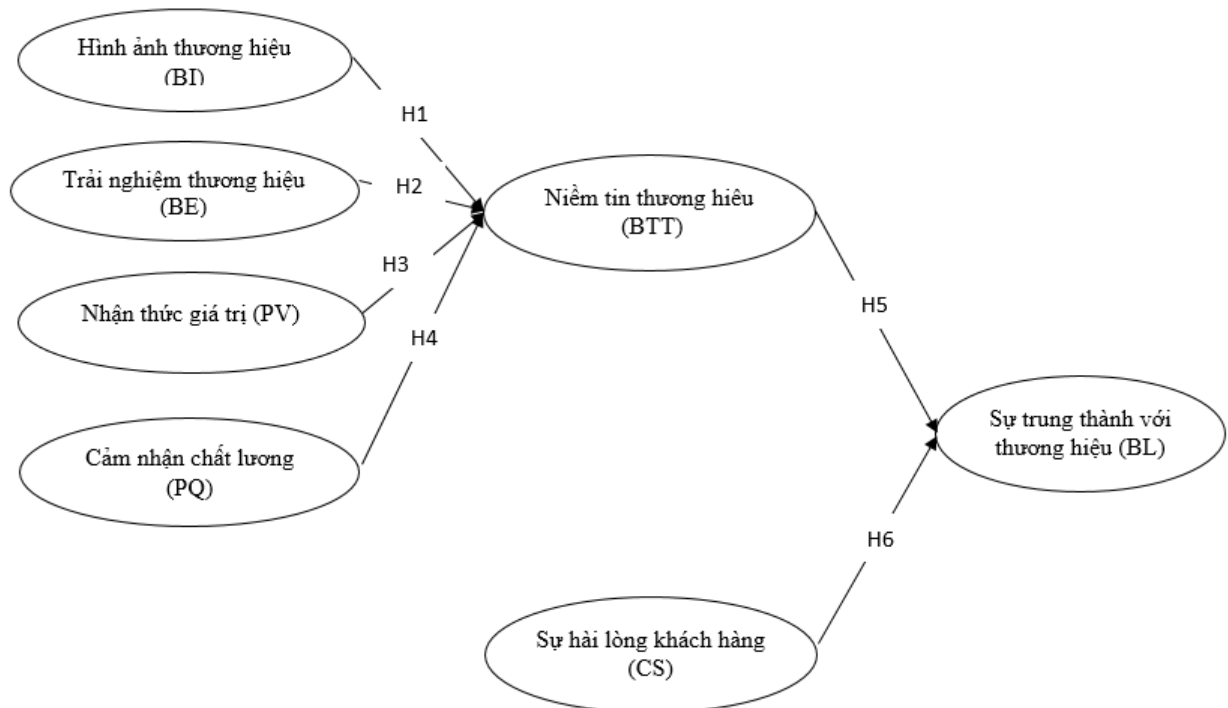 Hình ảnh thương hiệu
(BI)
H1
Trải nghiệm thương hiệu
(BE)
H2
Niềm tin thương hiêu
(BTT)
Nhận thức giá trị (PV)
H3
H4
H5
Cảm nhận chất lương
(PQ)
Sự trung thành với
thương hiệu (BL)
H6
Sự hài lòng khách hàng
(CS)